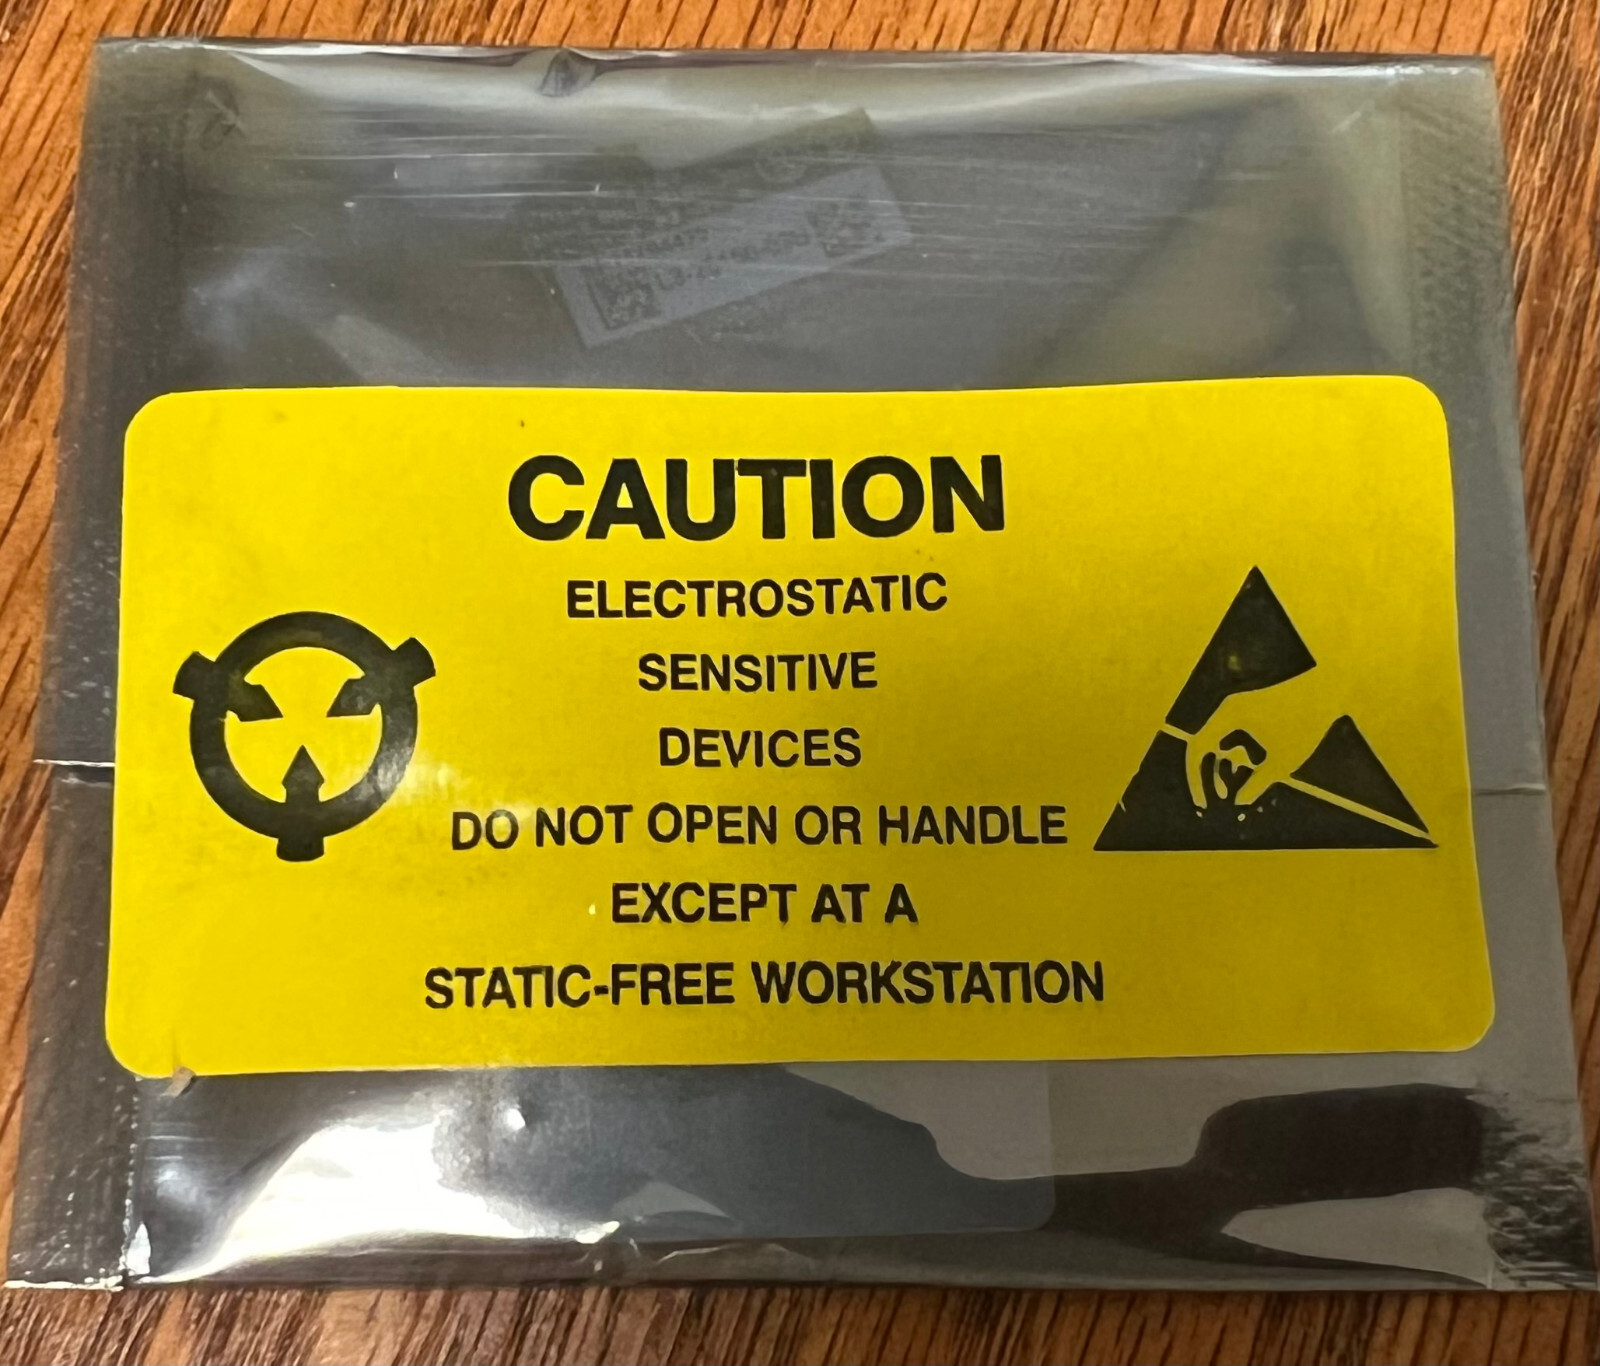 CAUTION
ELECTROSTATIC
SENSITIVE
DEVICES
DO NOT OPEN OR HANDLE
EXCEPT AT A
STATIC-FREE WORKSTATION